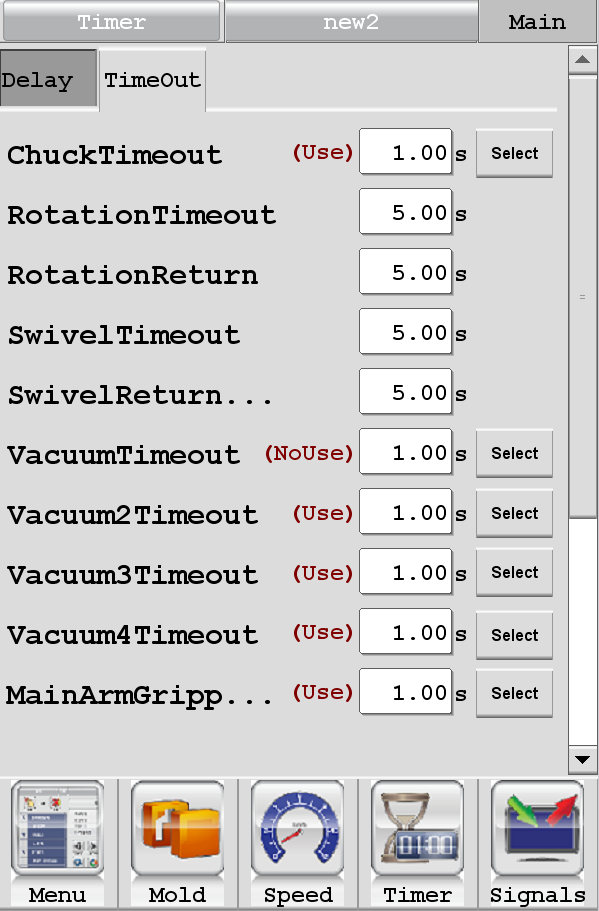 Timer new2 Main
Delay TimeOut
ChuckTimeout (Use) 1.00 s Select
RotationTimeout 5.00 s
RotationReturn 5.00 s
SwivelTimeout 5.00 s
SwivelReturn... 5.00 s
VacuumTimeout (NoUse) 1.00 s Select
Vacuum2Timeout (Use) 1.00 s Select
Vacuum3Timeout (Use) 1.00 s Select
Vacuum4Timeout (Use) 1.00 s Select
MainArmGripp... (Use) 1.00 s Select
01:00
Menu Mold Speed Timer Signals